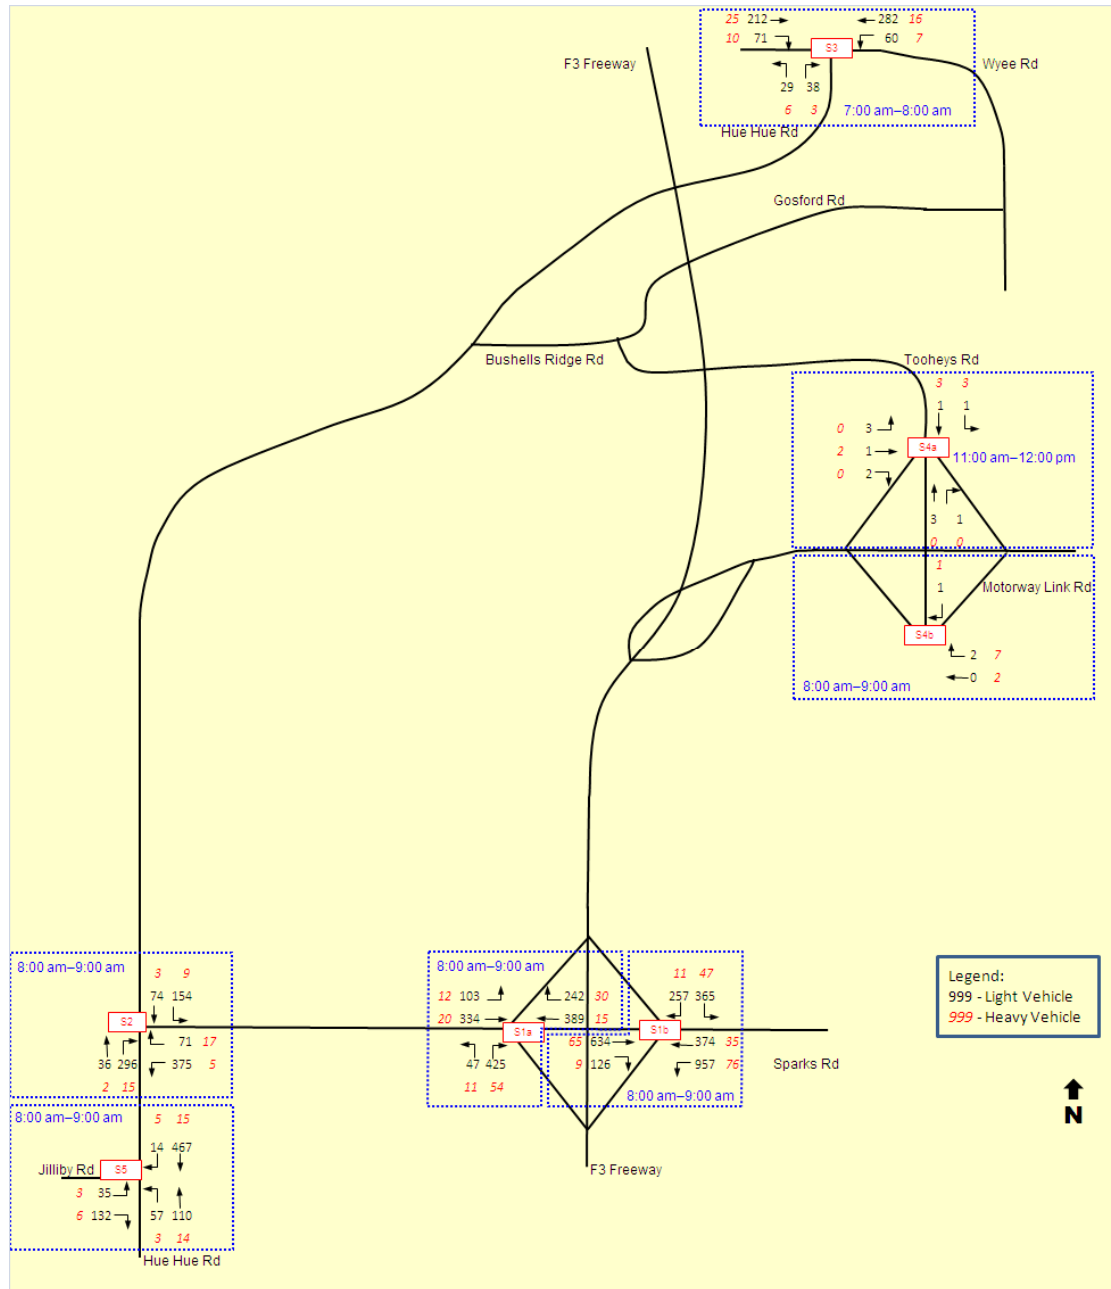 25 212 282 16
10 71 S3 60 7
F3 Freeway
Wyee Rd
29 38
6 3 7:00 am–8:00 am
Hue Hue Rd
Gosford Rd
Bushells Ridge Rd
Tooheys Rd
3 3
1 1
0 3
2 1 S4a
11:00 am–12:00 pm
0 2
3 1
0 0
1
1
Motorway Link Rd
S4b
2 7
8:00 am–9:00 am
0 2
8:00 am–9:00 am
3 9
74 154
S2
71 17
36 296 375 5
2 15
8:00 am–9:00 am
12 103 242 30
20 334 S1a 389 15
47 425
11 54
11 47
257 365
S1b
65 634 374 35
9 126 957 76
8:00 am–9:00 am
Sparks Rd
F3 Freeway
Legend:
999 - Light Vehicle
999 - Heavy Vehicle
N
8:00 am–9:00 am
5 15
14 467
Jilliby Rd S5
3 35
6 132 57 110
3 14
Hue Hue Rd